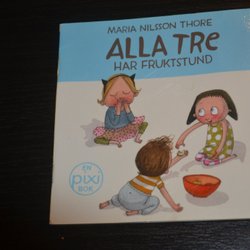 MARIA NILSSON THORE
ALLA TRE
HAR FRUKTSTUND
EN
pixi
BOK